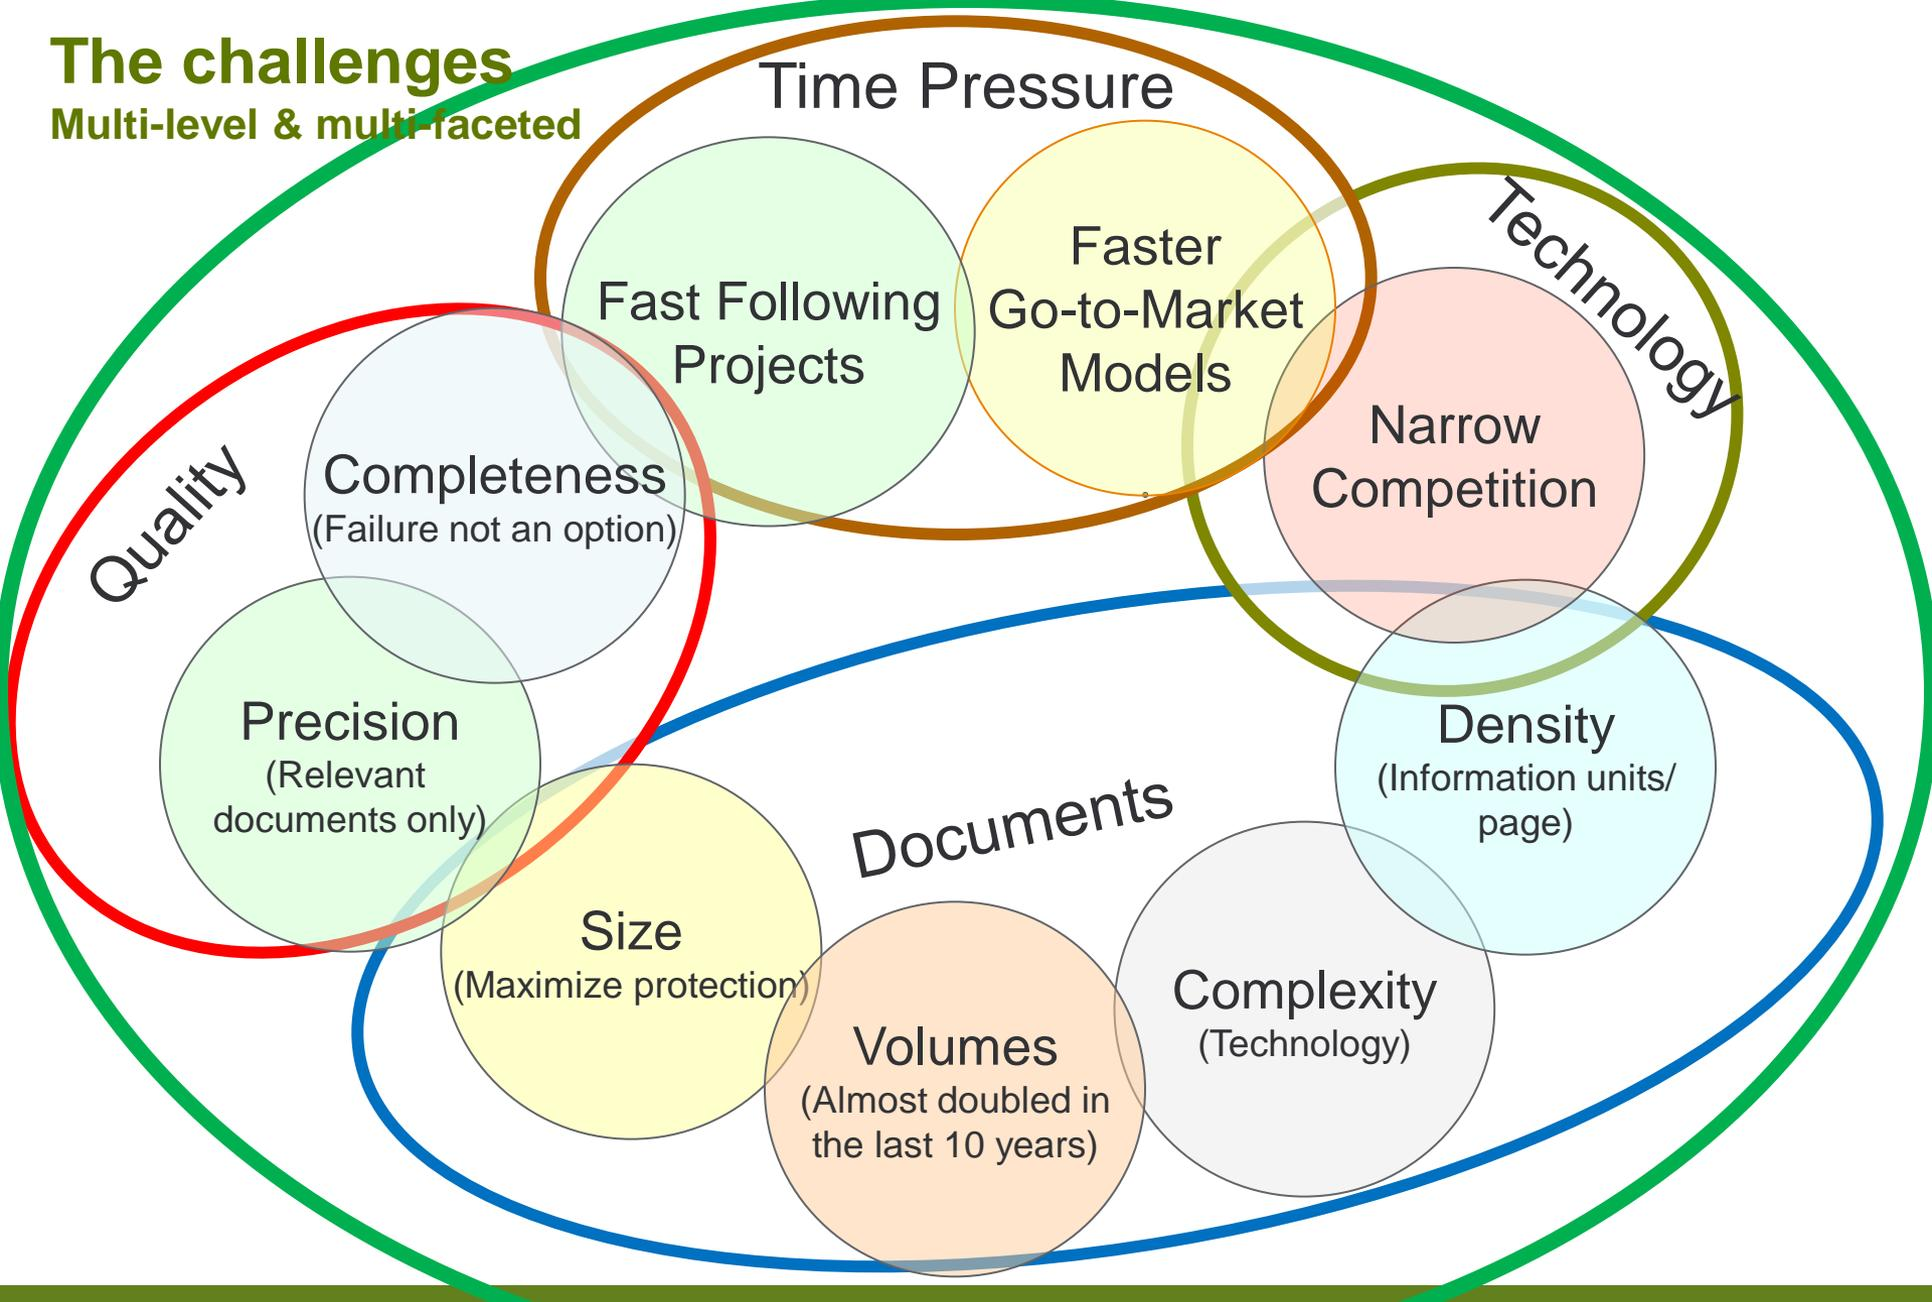 The challenges
Multi-level & multi-faceted
Time Pressure
Technology
Faster
Go-to-Market
Models
Fast Following
Projects
Narrow
Competition
Quality
Completeness
(Failure not an option)
Precision
(Relevant
documents only)
Density
(Information units/
page)
Documents
Size
(Maximize protection)
Complexity
(Technology)
Volumes
(Almost doubled in
the last 10 years)